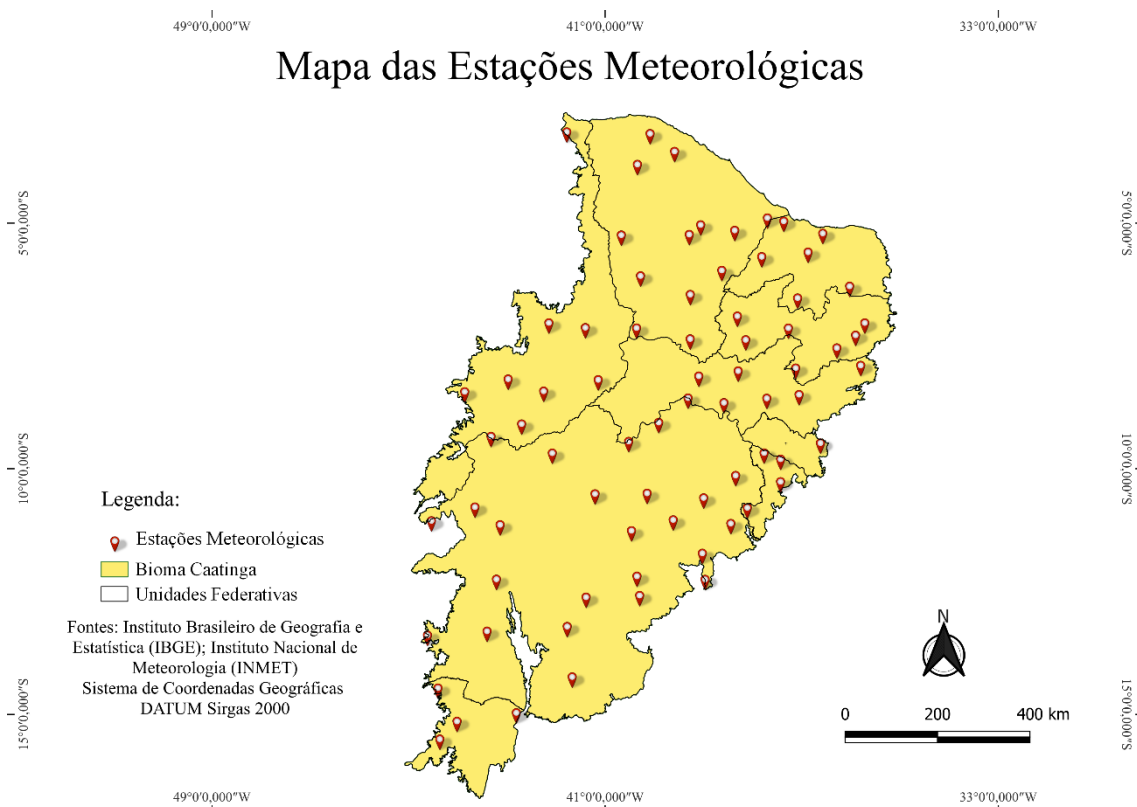 49°0'0,000"W 41°0'0,000"W 33°0'0,000"W
Mapa das Estações Meteorológicas
5°0'0,000"S 5°0'0,000"S
10°0'0,000"S 10°0'0,000"S
Legenda:
Estações Meteorológicas
Bioma Caatinga
Unidades Federativas
Fontes: Instituto Brasileiro de Geografia e
Estatística (IBGE); Instituto Nacional de
Meteorologia (INMET)
Sistema de Coordenadas Geográficas
DATUM Sirgas 2000
N
15°0'0,000"S 15°0'0,000"S
0 200 400 km
49°0'0,000"W 41°0'0,000"W 33°0'0,000"W